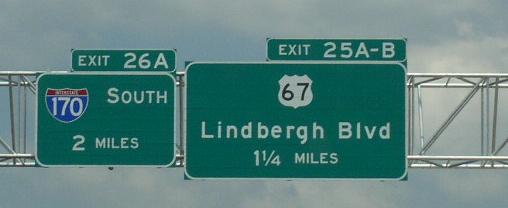 EXIT 26A
INTERSTATE
170
SOUTH
2 MILES
EXIT 25A-B
67
Lindbergh Blvd
1¼ MILES